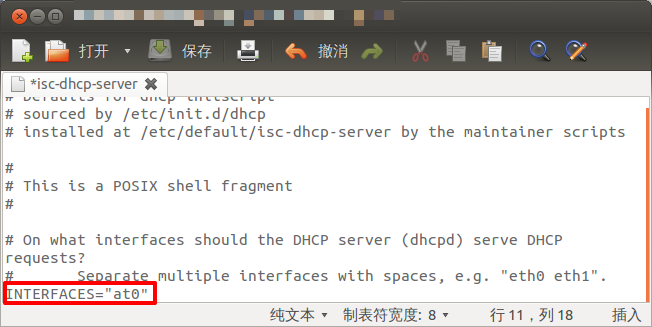 打开 保存 撤消
*isc-dhcp-server
# Defaults for dhcp initscript
# sourced by /etc/init.d/dhcp
# installed at /etc/default/isc-dhcp-server by the maintainer scripts
#
# This is a POSIX shell fragment
#
# On what interfaces should the DHCP server (dhcpd) serve DHCP
requests?
# Separate multiple interfaces with spaces, e.g. "eth0 eth1".
INTERFACES="at0"
纯文本 制表符宽度: 8 行 11，列 18 插入